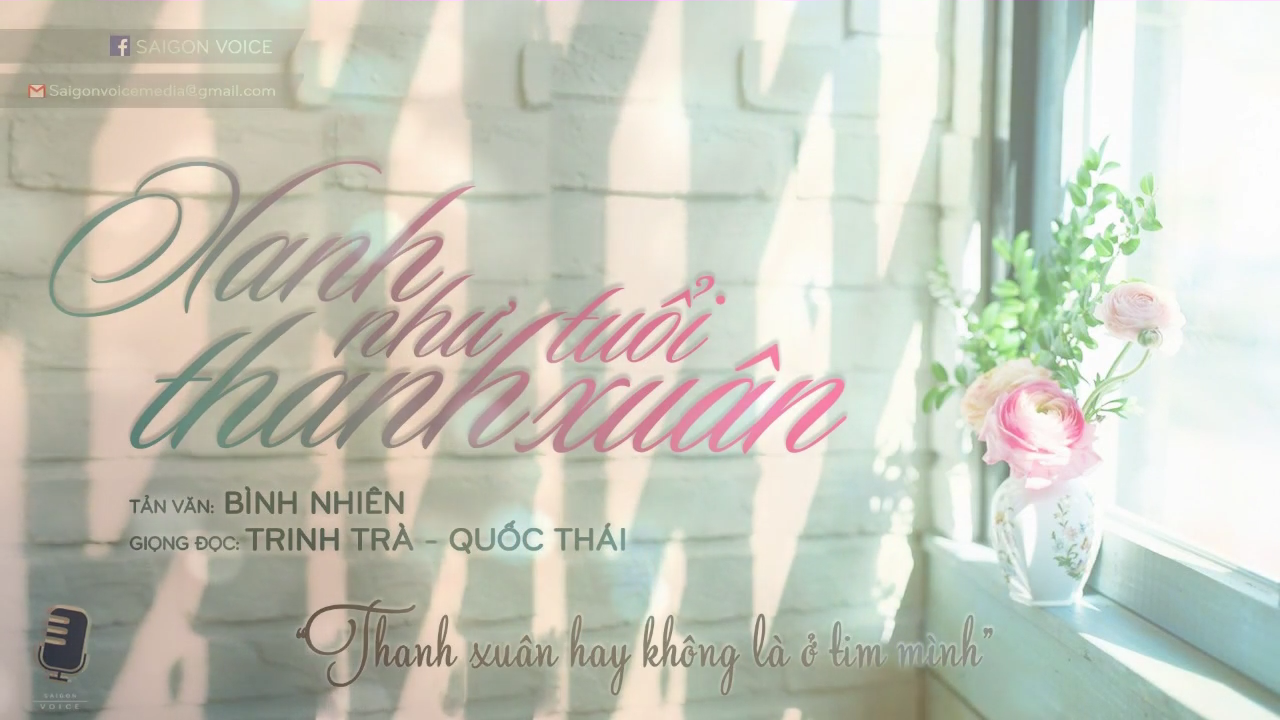 SAIGON VOICE
Saigonvoicemedia@gmail.com
Xanh
như tuổi
thanh xuân
TẢN VĂN: BÌNH NHIÊN
GIỌNG ĐỌC: TRINH TRÀ - QUỐC THÁI
“Thanh xuân hay không là ở tim mình”
SAIGON
VOICE